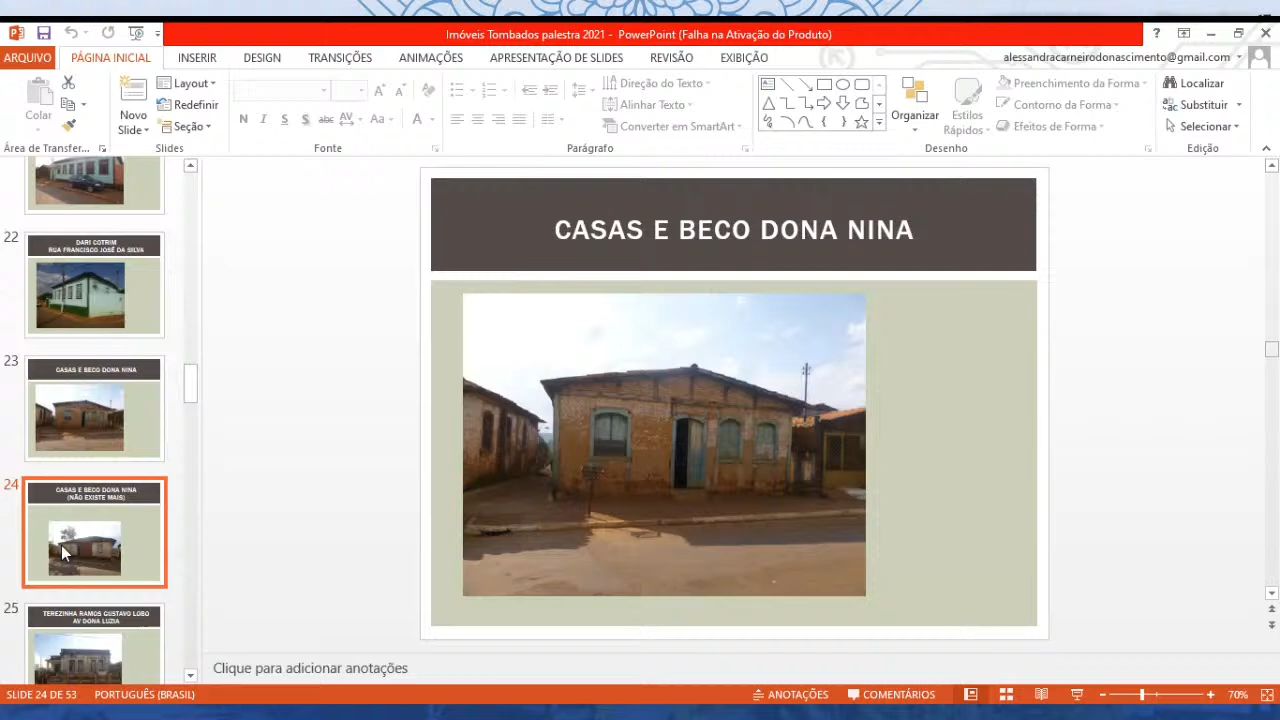 Imóveis Tombados palestra 2021 - PowerPoint (Falha na Ativação do Produto)
ARQUIVO PÁGINA INICIAL INSERIR DESIGN TRANSIÇÕES ANIMAÇÕES APRESENTAÇÃO DE SLIDES REVISÃO EXIBIÇÃO alessandracarneirodonascimento@gmail.com
Colar
Novo
Slide
Layout
Redefinir
Seção
N I S S abc AV Aa A
Direção do Texto
Alinhar Texto
Converter em SmartArt
Organizar
Estilos
Rápidos
Preenchimento da Forma
Contorno da Forma
Efeitos de Forma
Localizar
Substituir
Selecionar
Área de Transfer... Slides Fonte Parágrafo Desenho Edição
22
DARI COTRIM
RUA FRANCISCO JOSÉ DA SILVA
23
CASAS E BECO DONA NINA
24
CASAS E BECO DONA NINA
(NÃO EXISTE MAIS)
25
TEREZINHA RAMOS GUSTAVO LOBO
AV DONA LUZIA
CASAS E BECO DONA NINA
Clique para adicionar anotações
SLIDE 24 DE 53 PORTUGUÊS (BRASIL) ANOTAÇÕES COMENTÁRIOS 70%